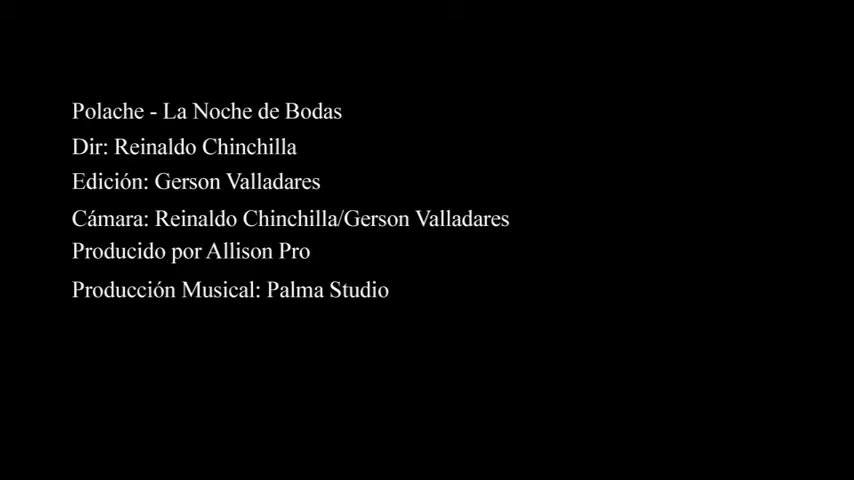 Polache - La Noche de Bodas
Dir: Reinaldo Chinchilla
Edición: Gerson Valladares
Cámara: Reinaldo Chinchilla/Gerson Valladares
Producido por Allison Pro
Producción Musical: Palma Studio